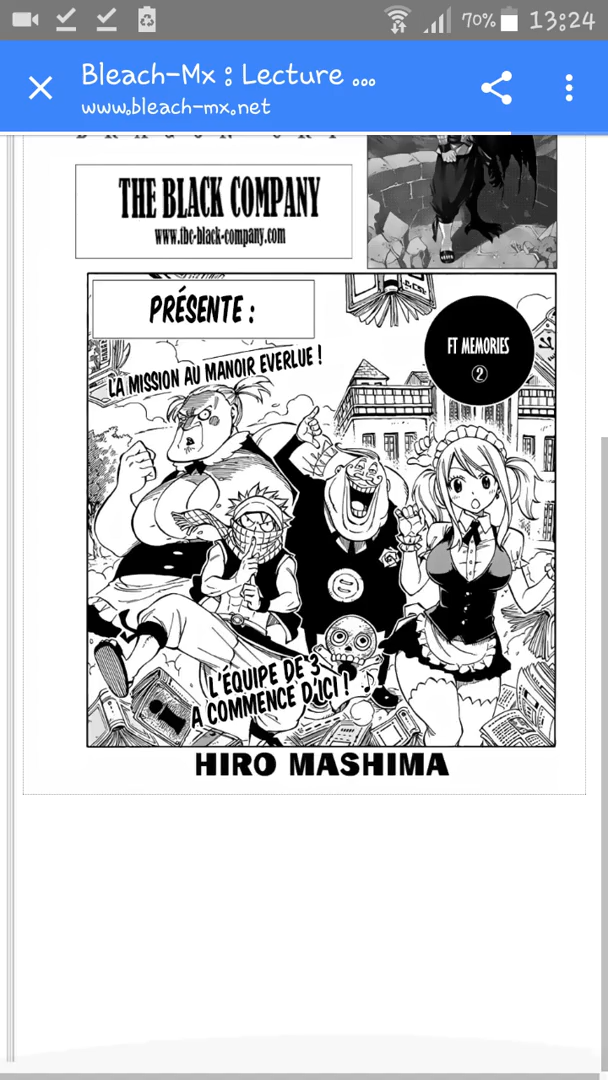 70% 13:24
Bleach-Mx : Lecture ...
www.bleach-mx.net
THE BLACK COMPANY
www.the-black-company.com
PRÉSENTE :
LA MISSION AU MANOIR EVERLUE !
FT MEMORIES
②
L'ÉQUIPE DE 3
A COMMENCE D'ICI !
HIRO MASHIMA